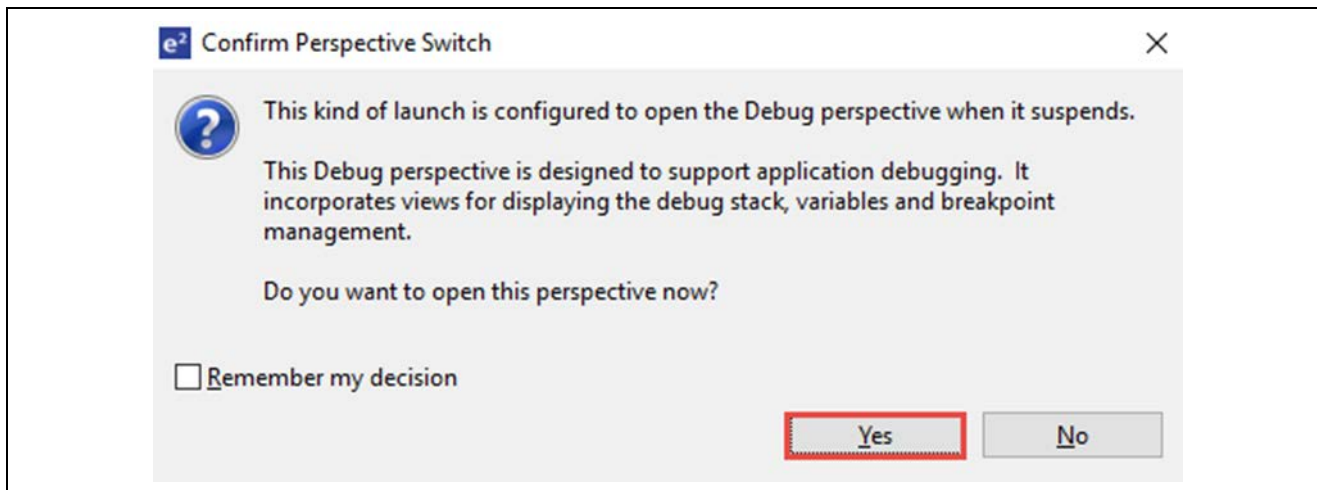 e² Confirm Perspective Switch
This kind of launch is configured to open the Debug perspective when it suspends.
This Debug perspective is designed to support application debugging. It
incorporates views for displaying the debug stack, variables and breakpoint
management.
Do you want to open this perspective now?
Remember my decision
Yes No